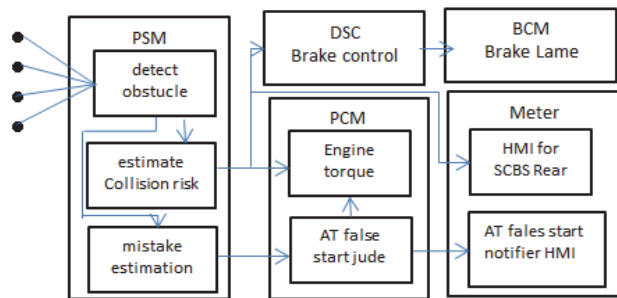 PSM
detect
obstucle
estimate
Collision risk
mistake
estimation
DSC
Brake control
BCM
Brake Lame
PCM
Engine
torque
AT false
start jude
Meter
HMI for
SCBS Rear
AT fales start
notifier HMI